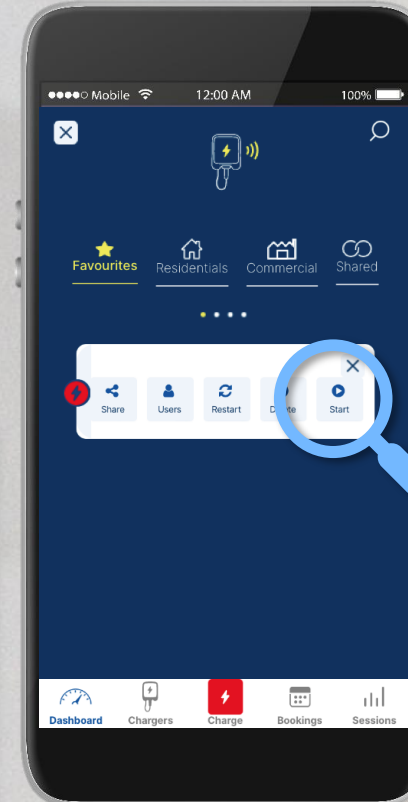 Mobile 12:00 AM 100%
Favourites Residentials Commercial Shared
Share Users Restart Start
Dashboard Chargers Charge Bookings Sessions